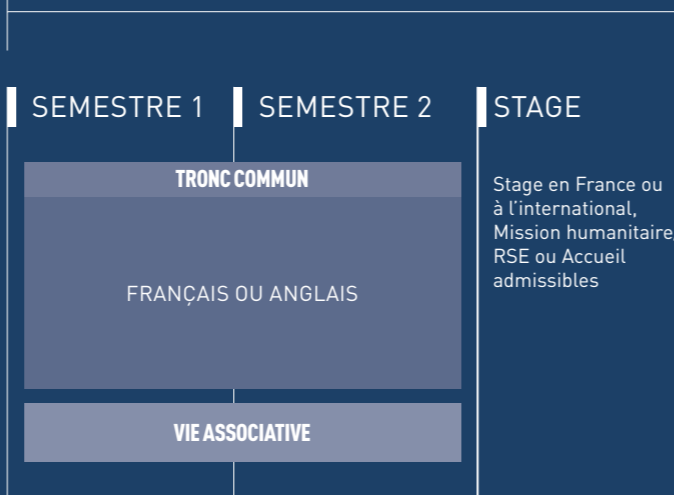 SEMESTRE 1
SEMESTRE 2
STAGE
TRONC COMMUN
FRANÇAIS OU ANGLAIS
VIE ASSOCIATIVE
Stage en France ou
à l'international,
Mission humanitaire,
RSE ou Accueil
admissibles